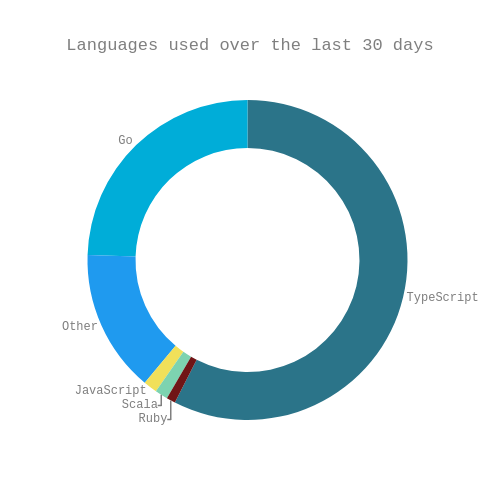 Languages used over the last 30 days
Go
TypeScript
Other
JavaScript
Scala
Ruby